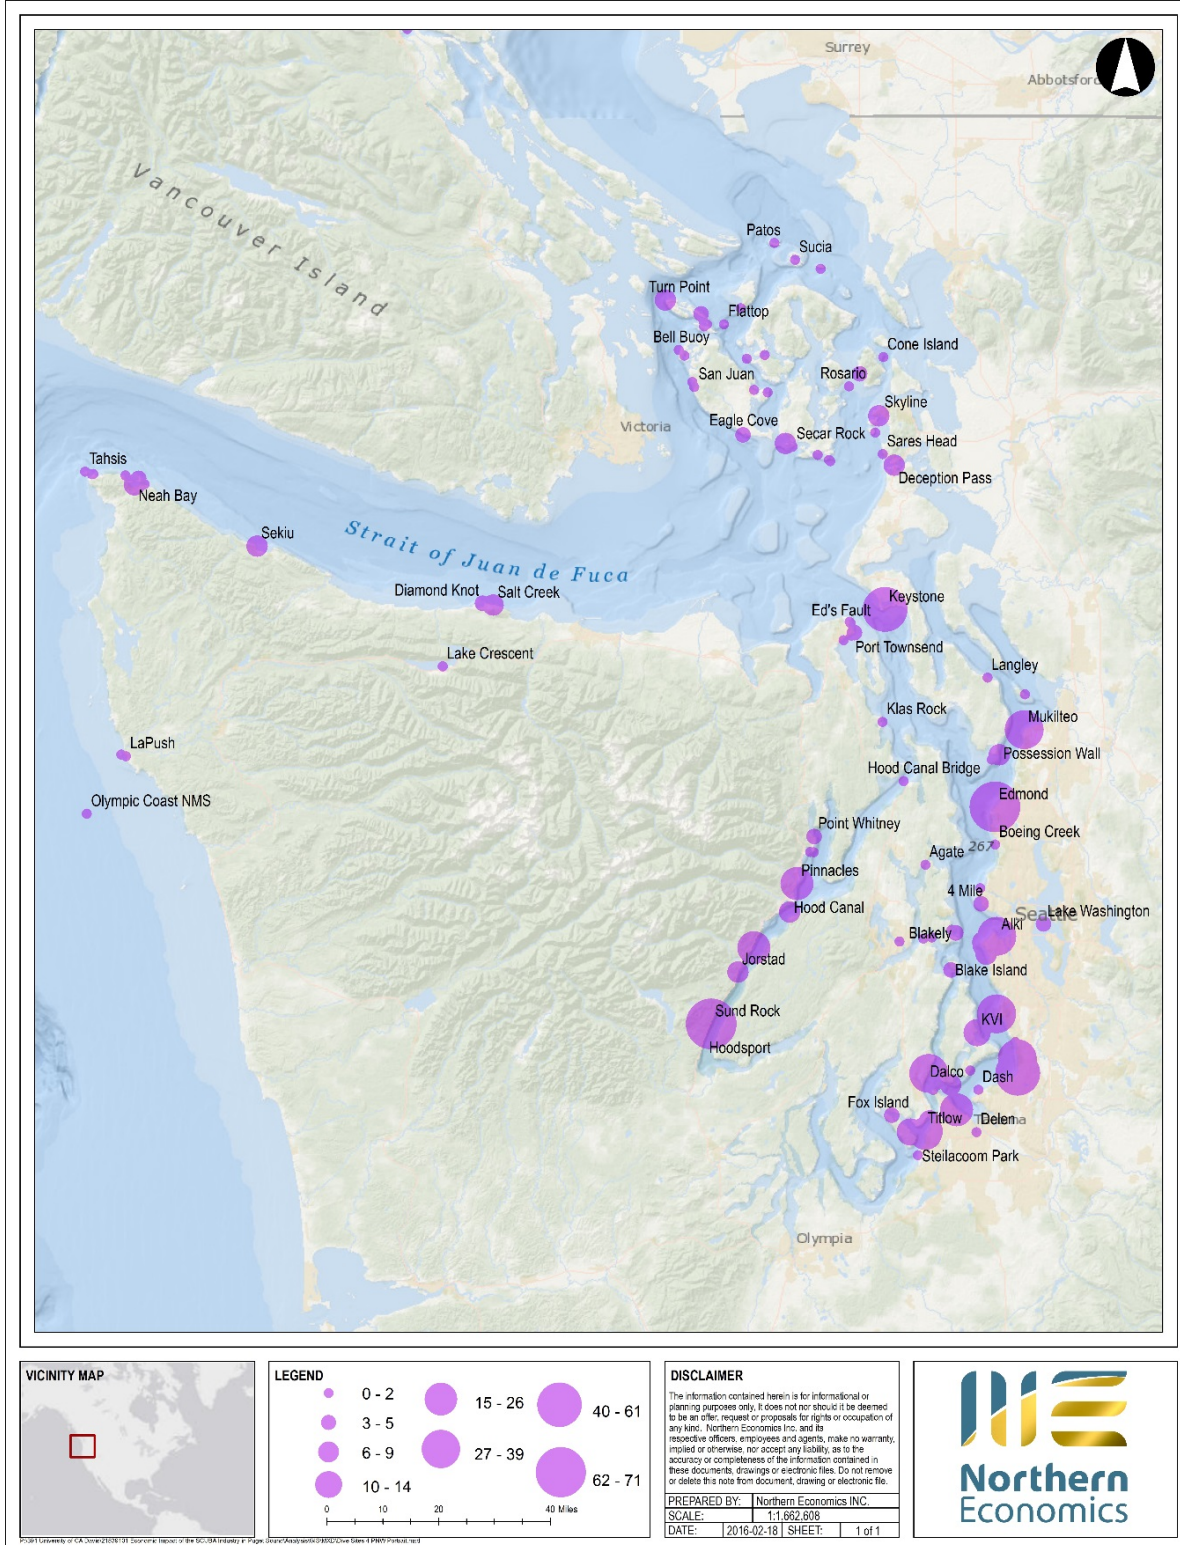 Surrey
Abbotsford
Vancouver Island
Patos
Sucia
Turn Point
Flattop
Bell Buoy
Cone Island
San Juan
Rosario
Skyline
Eagle Cove
Secar Rock
Victoria
Sares Head
Deception Pass
Tahsis
Neah Bay
Sekiu
Strait of Juan de Fuca
Diamond Knot
Salt Creek
Keystone
Ed's Fault
Port Townsend
Lake Crescent
Langley
Klas Rock
Mukilteo
LaPush
Possession Wall
Hood Canal Bridge
Edmond
Olympic Coast NMS
Point Whitney
Boeing Creek
267
Agate
Pinnacles
4 Mile
Hood Canal
Seattle
Lake Washington
Alki
Blakely
Jorstad
Blake Island
Sund Rock
KVI
Hoodsport
Dalco
Dash
Fox Island
Titlow
Delen
Tacoma
Steilacoom Park
Olympia
VICINITY MAP
LEGEND
0 - 2
3 - 5
6 - 9
10 - 14
15 - 26
27 - 39
40 - 61
62 - 71
0 10 20 40 Miles
DISCLAIMER
The information contained herein is for informational or
planning purposes only, It does not nor should it be deemed
to be an offer, request or proposals for rights or occupation of
any kind. Northern Economics Inc. and its
respective officers, employees and agents, make no warranty,
implied or otherwise, nor accept any liability, as to the
accuracy or completeness of the information contained in
these documents, drawings or electronic files. Do not remove
or delete this note from document, drawing or electronic file.
PREPARED BY: Northern Economics INC.
SCALE: 1:1,662,608
DATE: 2016-02-18 SHEET: 1 of 1
NE
Northern
Economics